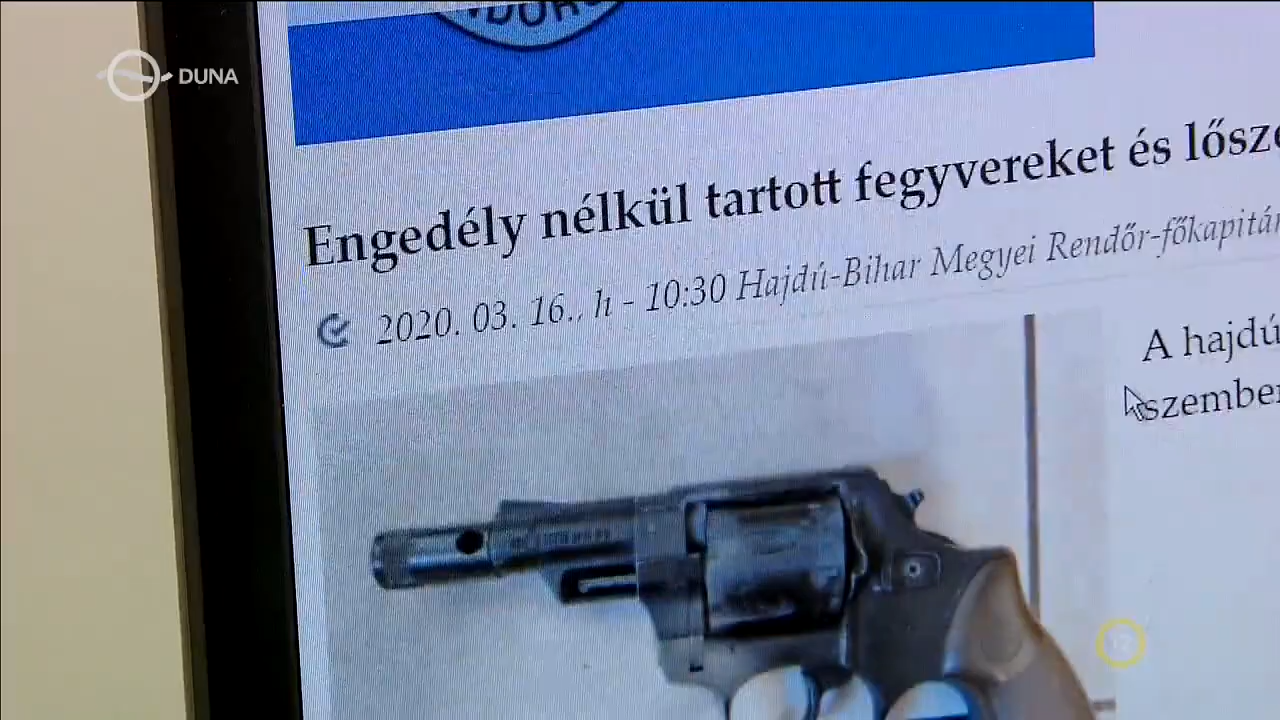 DUNA
Engedély nélkül tartott fegyvereket és lősze
2020. 03. 16., h - 10:30 Hajdú-Bihar Megyei Rendőr-főkapitán
A hajdú
szember
12